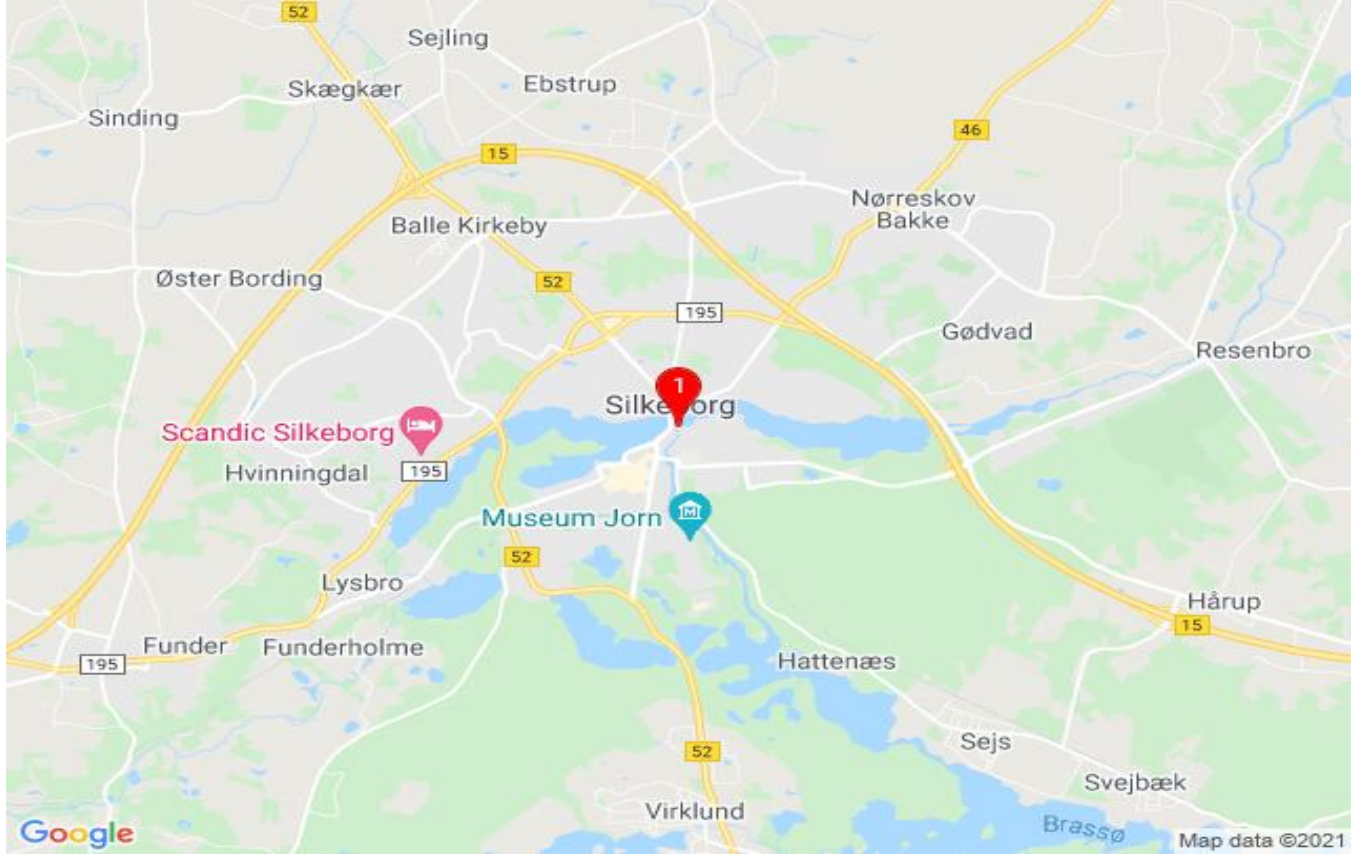 52
Sejling
Ebstrup
Skægkær
Sinding
46
15
Nørreskov
Bakke
Balle Kirkeby
Øster Bording
52
195
Gødvad
Resenbro
1
Silkeborg
Scandic Silkeborg
Hvinningdal
195
Museum Jorn
M
52
Lysbro
Hårup
15
Funder
Funderholme
195
Hattenæs
Sejs
52
Svejbæk
Virklund
Brassø
Google
Map data ©2021